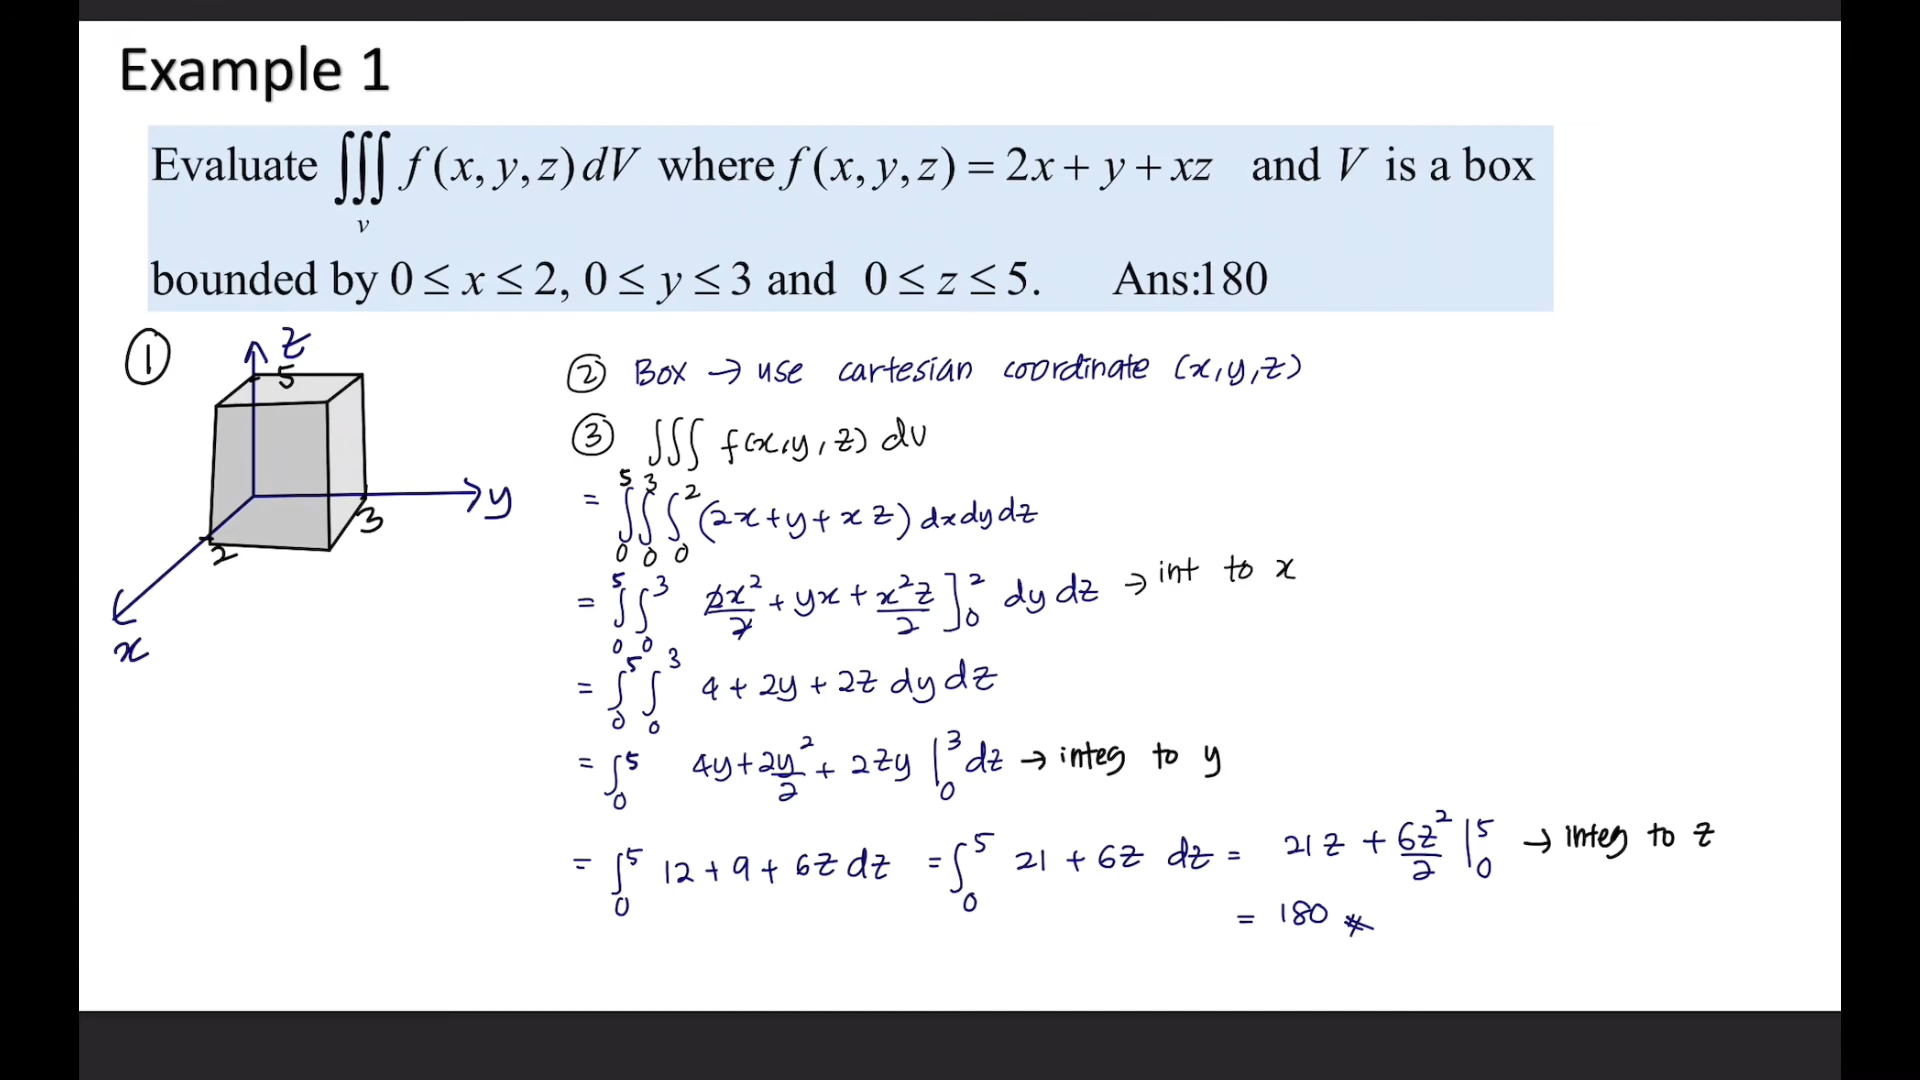 Example 1
Evaluate ∭ f(x,y,z)dV where f(x,y,z) = 2x + y + xz and V is a box
v
bounded by 0 ≤ x ≤ 2, 0 ≤ y ≤ 3 and 0 ≤ z ≤ 5. Ans:180
① z
5
y
3
2
x
② Box → use cartesian coordinate (x,y,z)
③ ∭ f(x,y,z) dv
= ∫₀⁵ ∫₀³ ∫₀² (2x+y+xz) dxdydz
= ∫₀⁵ ∫₀³ 2x²/2 + yx + x²z/2 ]₀² dy dz → int to x
= ∫₀⁵ ∫₀³ 4 + 2y + 2z dy dz
= ∫₀⁵ 4y + 2y²/2 + 2zy |₀³ dz → integ to y
= ∫₀⁵ 12 + 9 + 6z dz = ∫₀⁵ 21 + 6z dz = 21z + 6z²/2 |₀⁵ → integ to z
= 180 *